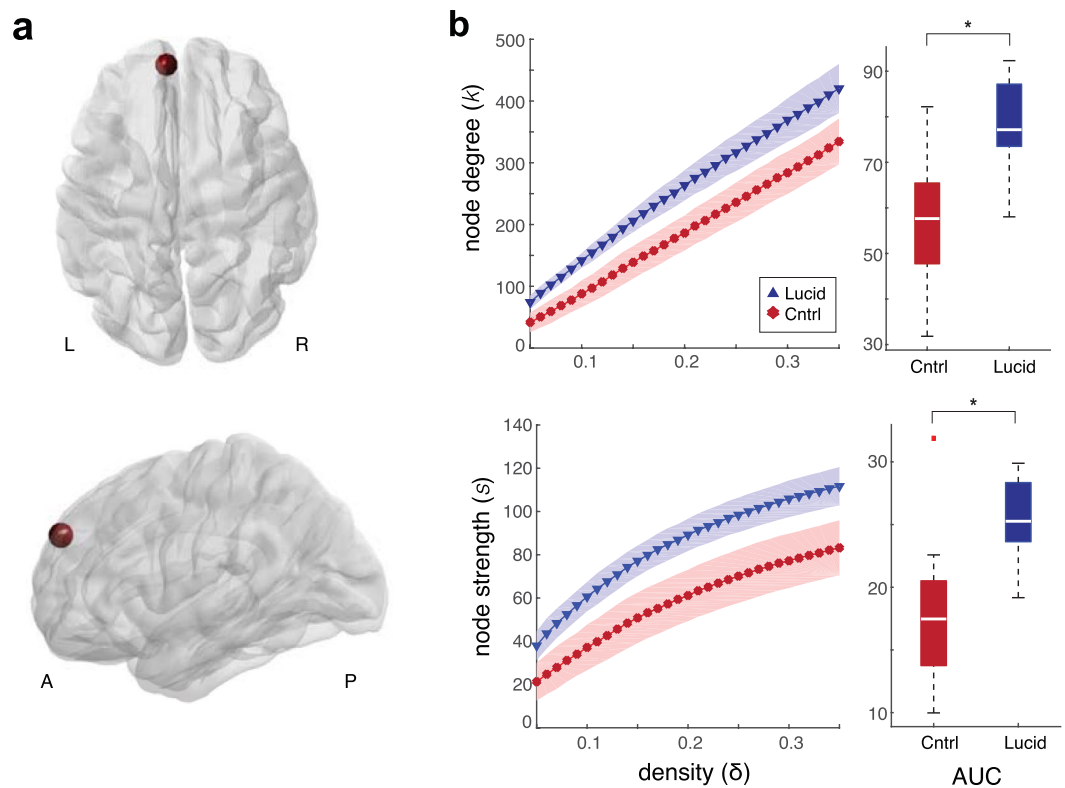 a
L
R
A
P
b
500
400
300
200
100
0
node degree (k)
0.1
0.2
0.3
Lucid
Cntrl
*
90
70
50
30
Cntrl
Lucid
140
120
100
80
60
40
20
0
node strength (s)
0.1
0.2
0.3
density (δ)
*
30
20
10
Cntrl
Lucid
AUC